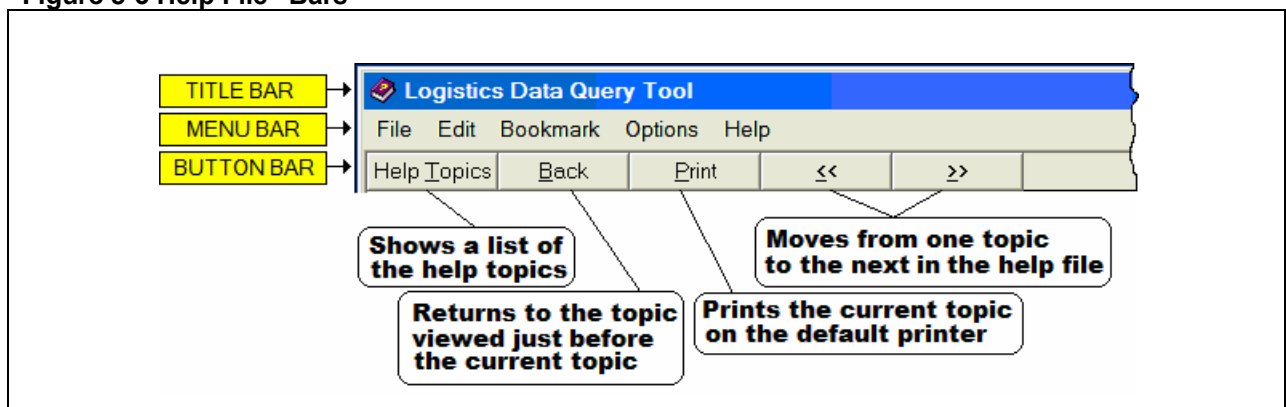 Figure 3-3 Help File Bars
TITLE BAR
Logistics Data Query Tool
MENU BAR
File Edit Bookmark Options Help
BUTTON BAR
Help Topics Back Print << >>
Shows a list of
the help topics
Moves from one topic
to the next in the help file
Returns to the topic
viewed just before
the current topic
Prints the current topic
on the default printer